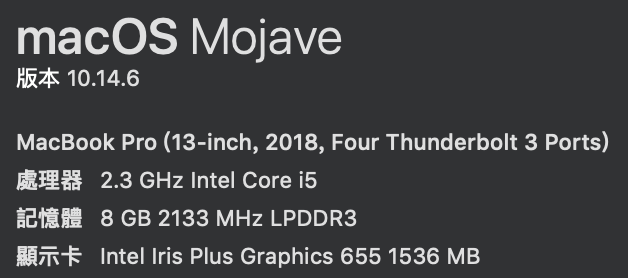 macOS Mojave
版本 10.14.6
MacBook Pro (13-inch, 2018, Four Thunderbolt 3 Ports)
處理器 2.3 GHz Intel Core i5
記憶體 8 GB 2133 MHz LPDDR3
顯示卡 Intel Iris Plus Graphics 655 1536 MB